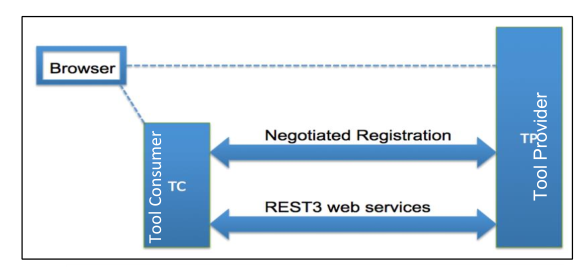 Browser
Negotiated Registration
Tool Consumer
TC
TP
Tool Provider
REST3 web services